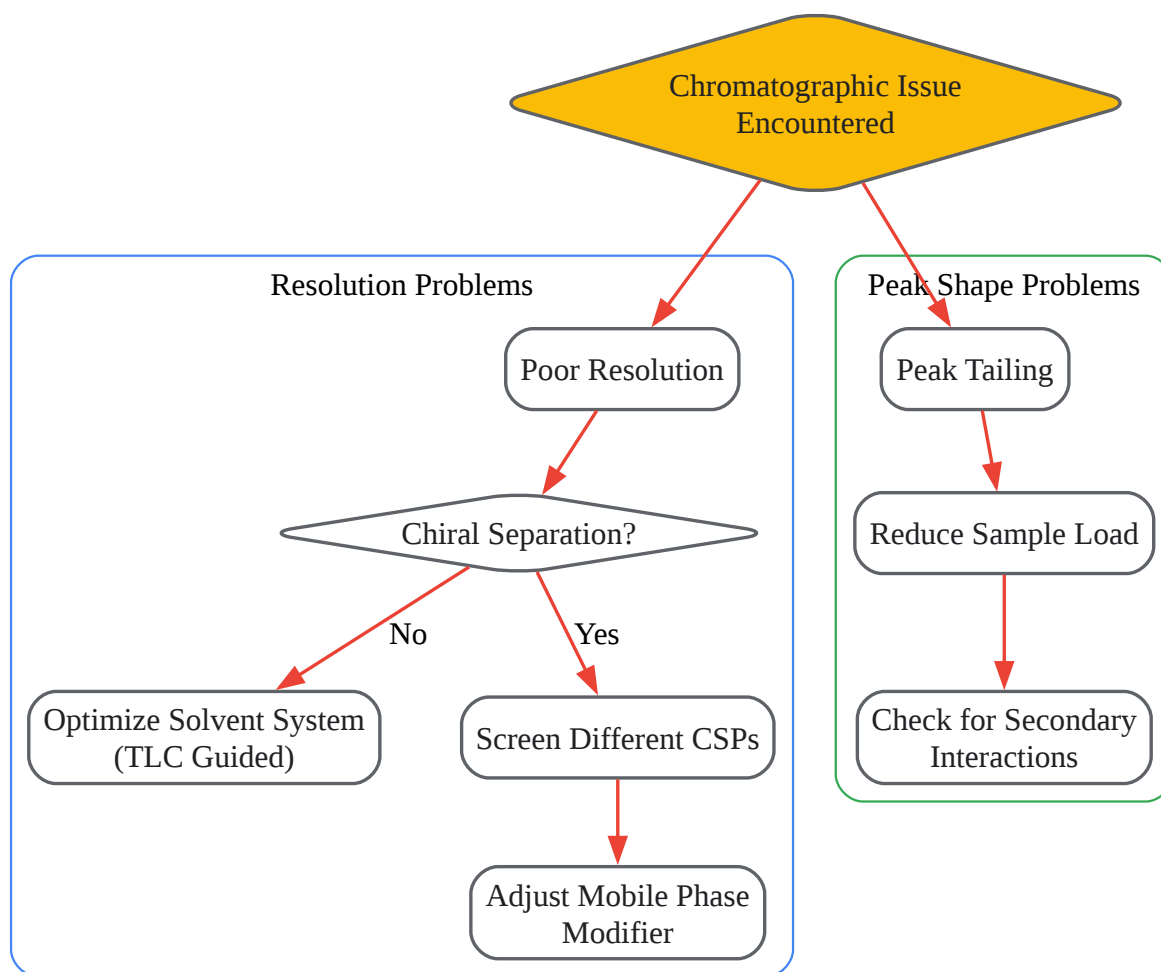 Chromatographic Issue
Encountered
Resolution Problems
Peak Shape Problems
Poor Resolution
Peak Tailing
Chiral Separation?
Reduce Sample Load
No
Yes
Optimize Solvent System
(TLC Guided)
Screen Different CSPs
Check for Secondary
Interactions
Adjust Mobile Phase
Modifier